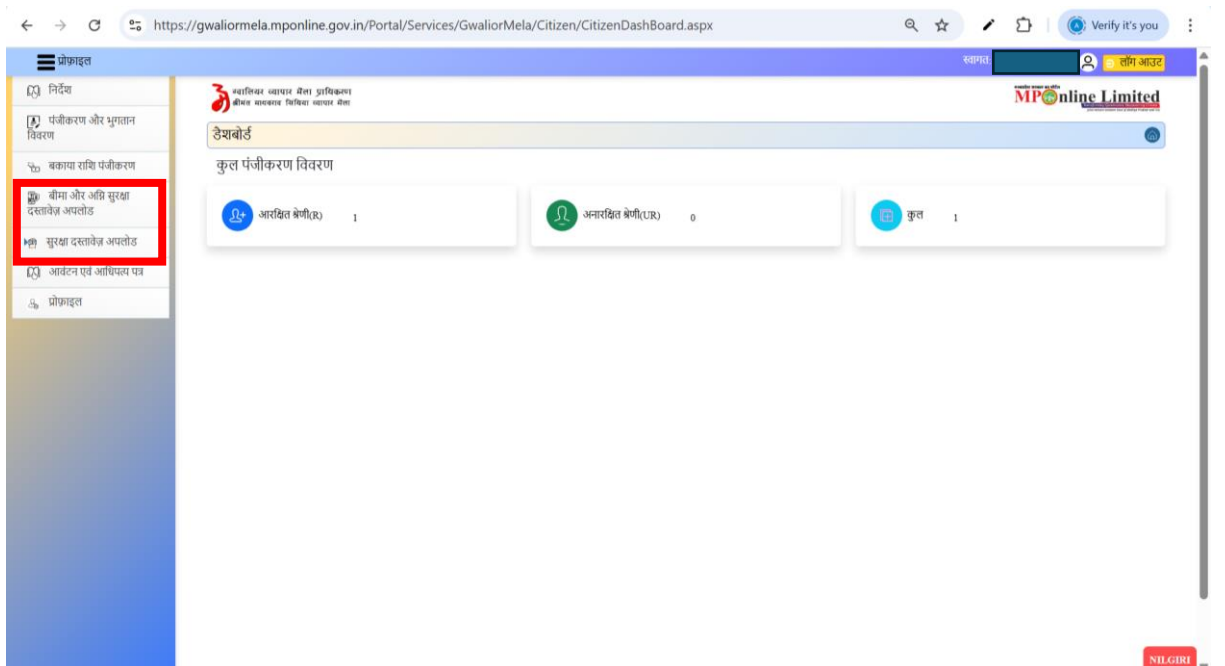 https://gwaliormela.mponline.gov.in/Portal/Services/GwaliorMela/Citizen/CitizenDashBoard.aspx
Verify it's you
प्रोफ़ाइल
स्वागत:
लॉग आउट
निर्देश
पंजीकरण और भुगतान
विवरण
बकाया राशि पंजीकरण
बीमा और अग्नि सुरक्षा
दस्तावेज़ अपलोड
सुरक्षा दस्तावेज़ अपलोड
आवंटन एवं आधिपत्य पत्र
प्रोफ़ाइल
ग्वालियर व्यापार मेला प्राधिकरण
श्रीमंत माधवराव सिंधिया व्यापार मेला
MPOnline Limited
डैशबोर्ड
कुल पंजीकरण विवरण
आरक्षित श्रेणी(R) 1
अनारक्षित श्रेणी(UR) 0
कुल 1
NILGIRI